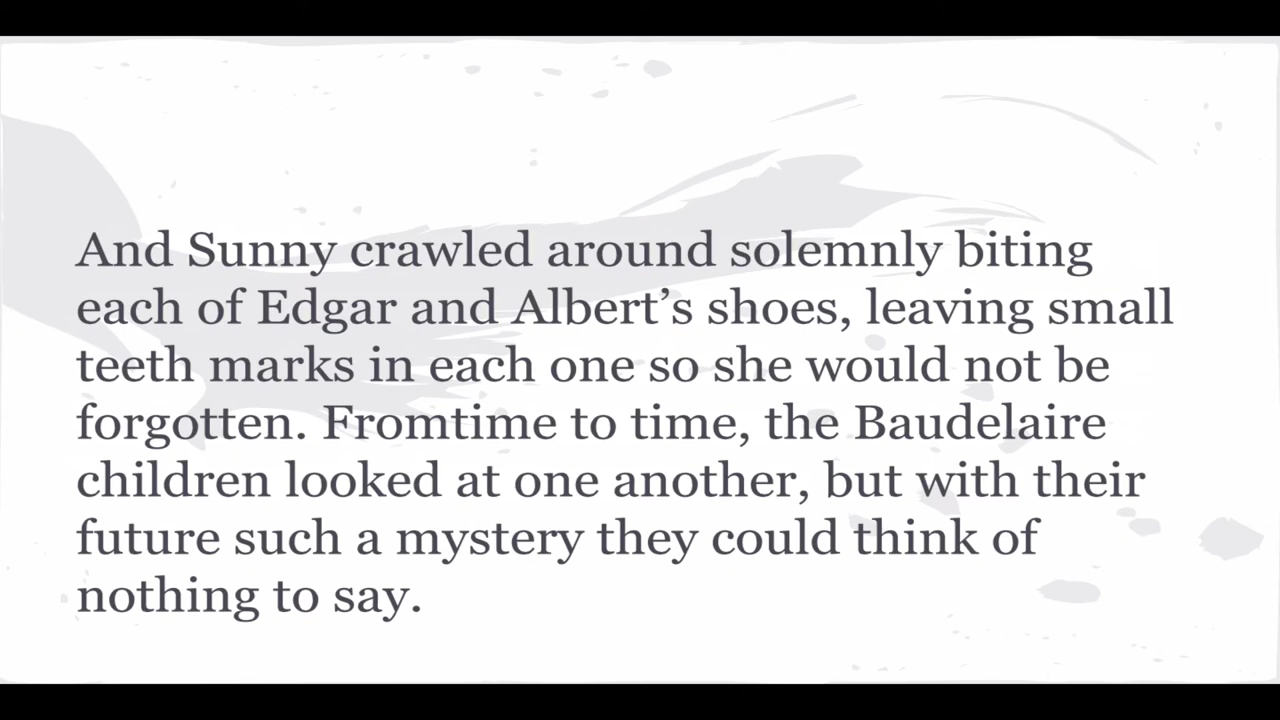 And Sunny crawled around solemnly biting
each of Edgar and Albert’s shoes, leaving small
teeth marks in each one so she would not be
forgotten. Fromtime to time, the Baudelaire
children looked at one another, but with their
future such a mystery they could think of
nothing to say.